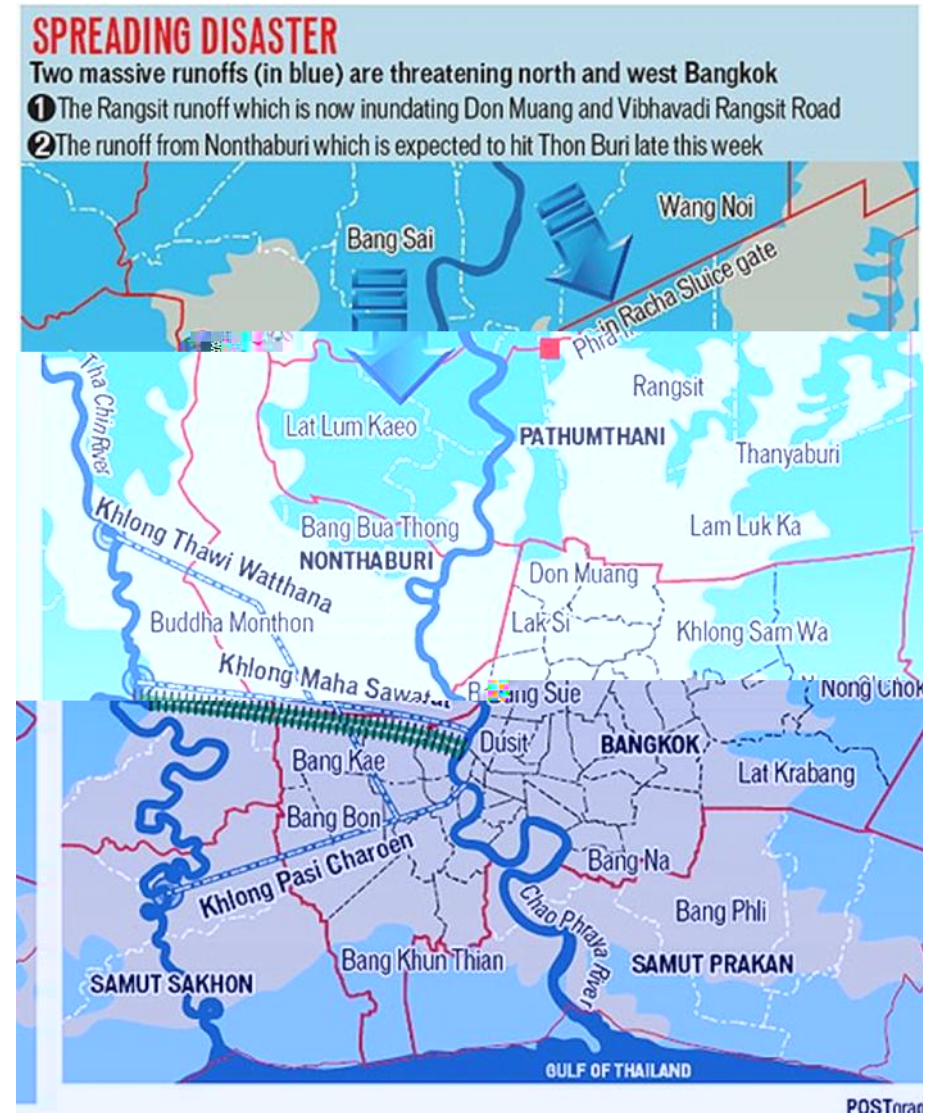 SPREADING DISASTER
Two massive runoffs (in blue) are threatening north and west Bangkok
1 The Rangsit runoff which is now inundating Don Muang and Vibhavadi Rangsit Road
2 The runoff from Nonthaburi which is expected to hit Thon Buri late this week
Wang Noi
Bang Sai
Phra-in Racha Sluice gate
Tha Chin River
Rangsit
Lat Lum Kaeo
PATHUMTHANI
Thanyaburi
Khlong Thawi Watthana
Bang Bua Thong
Lam Luk Ka
NONTHABURI
Don Muang
Buddha Monthon
Lak Si
Khlong Sam Wa
Khlong Maha Sawat
Sue
Nong Chok
Dusit
BANGKOK
Bang Kae
Lat Krabang
Bang Bon
Khlong Pasi Charoen
Bang Na
Chao Phraya River
Bang Phli
Bang Khun Thian
SAMUT PRAKAN
SAMUT SAKHON
GULF OF THAILAND